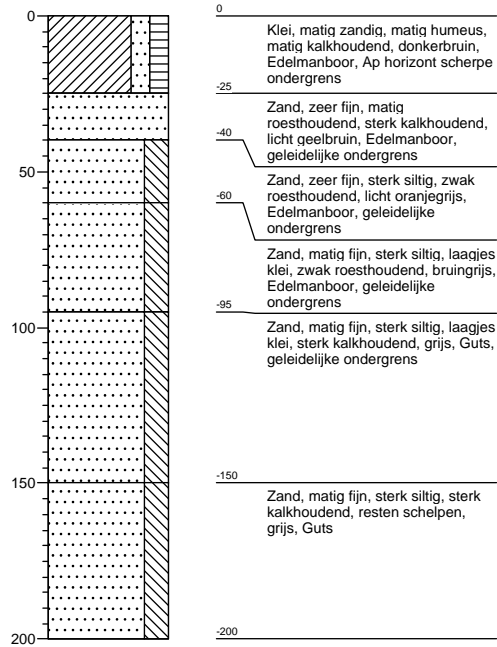 0
0
Klei, matig zandig, matig humeus,
matig kalkhoudend, donkerbruin,
Edelmanboor, Ap horizont scherpe
ondergrens
-25
Zand, zeer fijn, matig
roesthoudend, sterk kalkhoudend,
licht geelbruin, Edelmanboor,
geleidelijke ondergrens
-40
50
Zand, zeer fijn, sterk siltig, zwak
roesthoudend, licht oranjegrijs,
Edelmanboor, geleidelijke
ondergrens
-60
Zand, matig fijn, sterk siltig, laagjes
klei, zwak roesthoudend, bruingrijs,
Edelmanboor, geleidelijke
ondergrens
-95
100
Zand, matig fijn, sterk siltig, laagjes
klei, sterk kalkhoudend, grijs, Guts,
geleidelijke ondergrens
150
-150
Zand, matig fijn, sterk siltig, sterk
kalkhoudend, resten schelpen,
grijs, Guts
200
-200